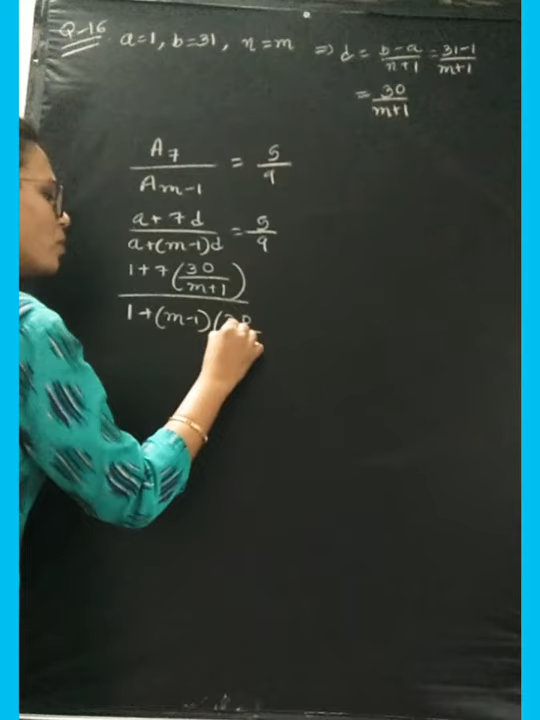 Q-16 a=1, b=31, n=m ⇒ d = (b-a)/(n+1) = (31-1)/(m+1)
= 30/(m+1)
A7/Am-1 = 5/9
(a+7d)/(a+(m-1)d) = 5/9
1+7(30/(m+1))
1+(m-1)(30